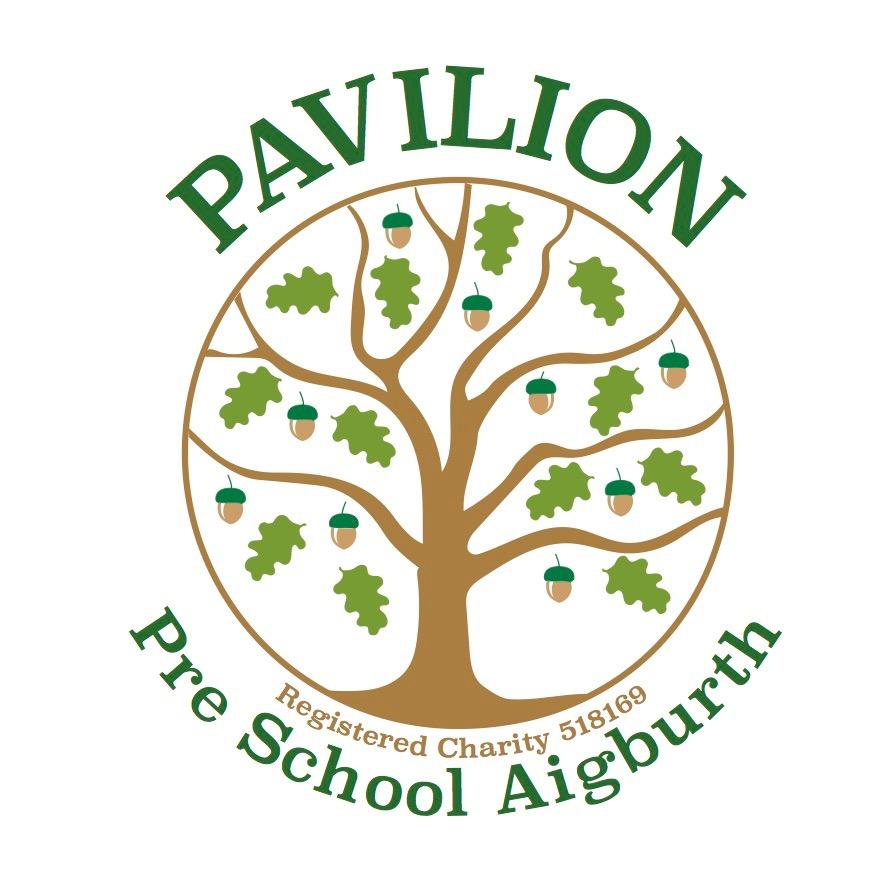 PAVILION
Registered Charity 518169
Pre School Aigburth